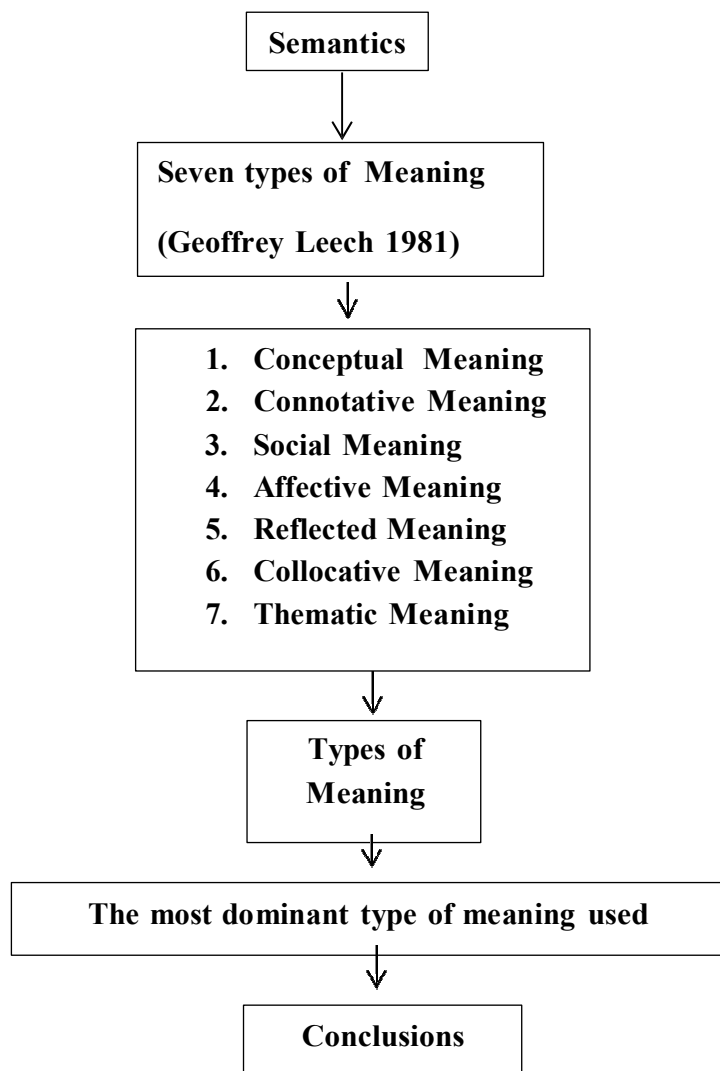 Semantics
Seven types of Meaning
(Geoffrey Leech 1981)
1. Conceptual Meaning
2. Connotative Meaning
3. Social Meaning
4. Affective Meaning
5. Reflected Meaning
6. Collocative Meaning
7. Thematic Meaning
Types of
Meaning
The most dominant type of meaning used
Conclusions